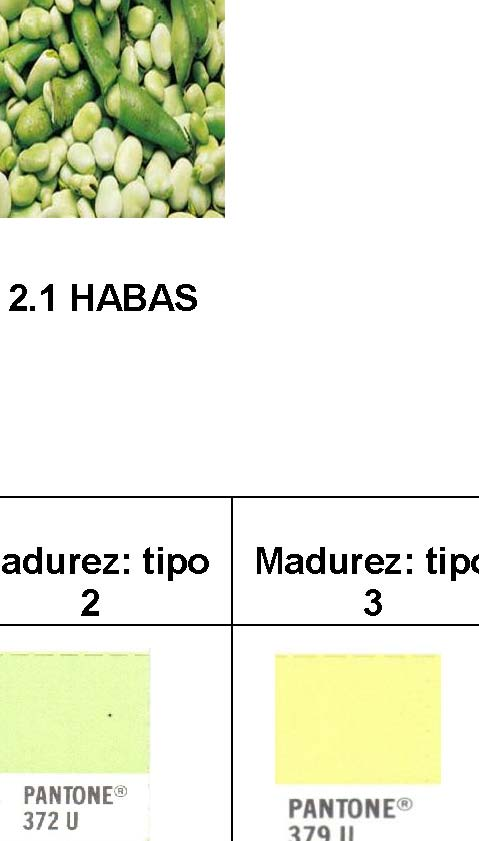 2.1 HABAS
adurez: tipo
2
Madurez: tipo
3
PANTONE®
372 U
PANTONE®
379 U